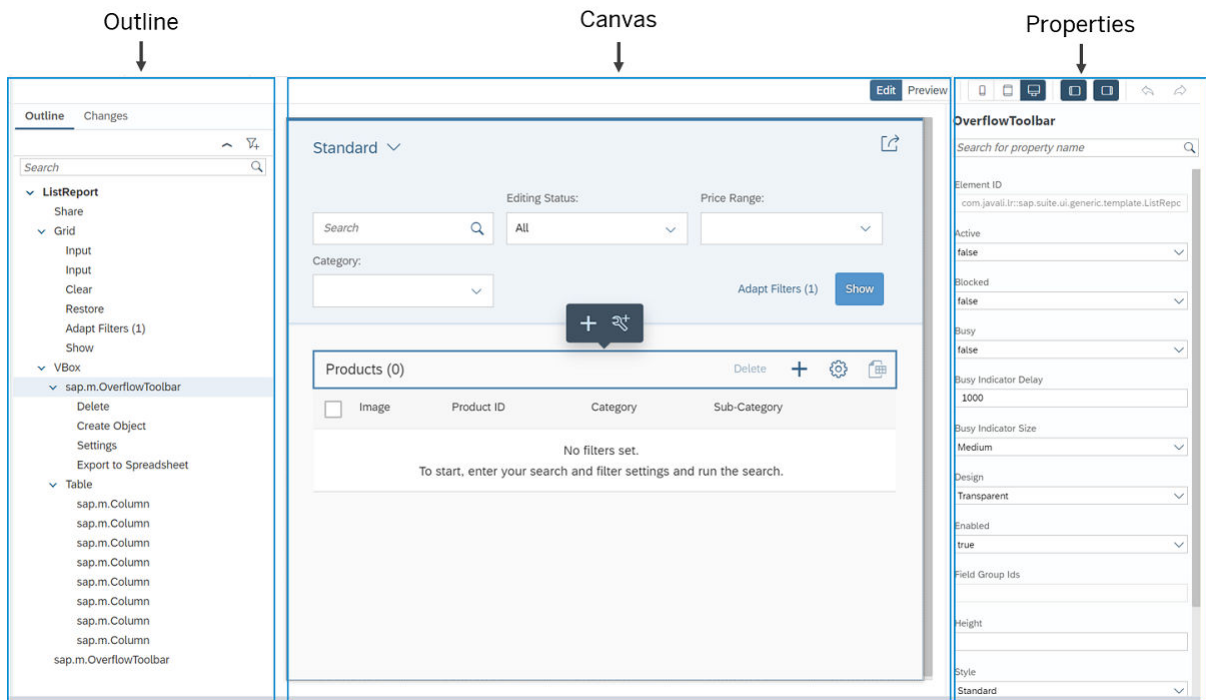 Outline
Canvas
Properties
Outline Changes
Search
ListReport
Share
Grid
Input
Input
Clear
Restore
Adapt Filters (1)
Show
VBox
sap.m.OverflowToolbar
Delete
Create Object
Settings
Export to Spreadsheet
Table
sap.m.Column
sap.m.Column
sap.m.Column
sap.m.Column
sap.m.Column
sap.m.Column
sap.m.Column
sap.m.Column
sap.m.OverflowToolbar
Edit Preview
Standard
Editing Status: Price Range:
Search All
Category:
Adapt Filters (1) Show
Products (0) Delete
Image Product ID Category Sub-Category
No filters set.
To start, enter your search and filter settings and run the search.
OverflowToolbar
Search for property name
Element ID
com.javali.lr::sap.suite.ui.generic.template.ListRepc
Active
false
Blocked
false
Busy
false
Busy Indicator Delay
1000
Busy Indicator Size
Medium
Design
Transparent
Enabled
true
Field Group Ids
Height
Style
Standard